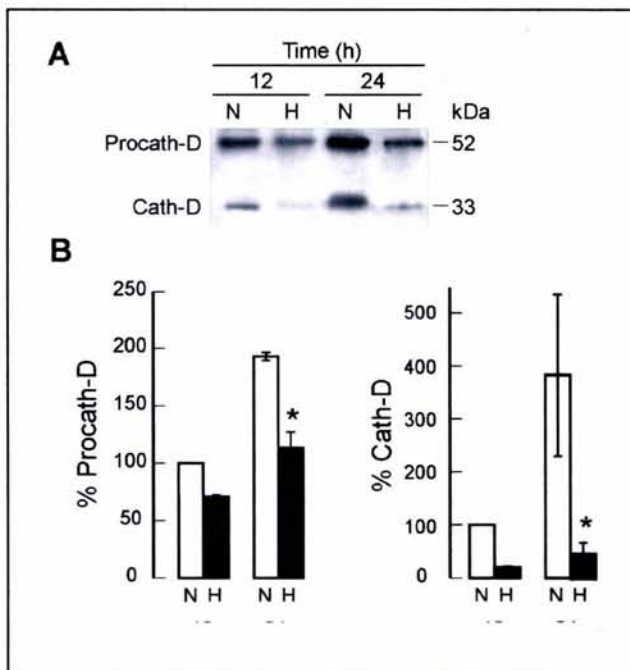 A
Time (h)
12 24
N H N H kDa
Procath-D 52
Cath-D 33
B
% Procath-D
250
200
150
100
50
0
N H N H
% Cath-D
500
400
300
200
100
0
*
*
N H N H